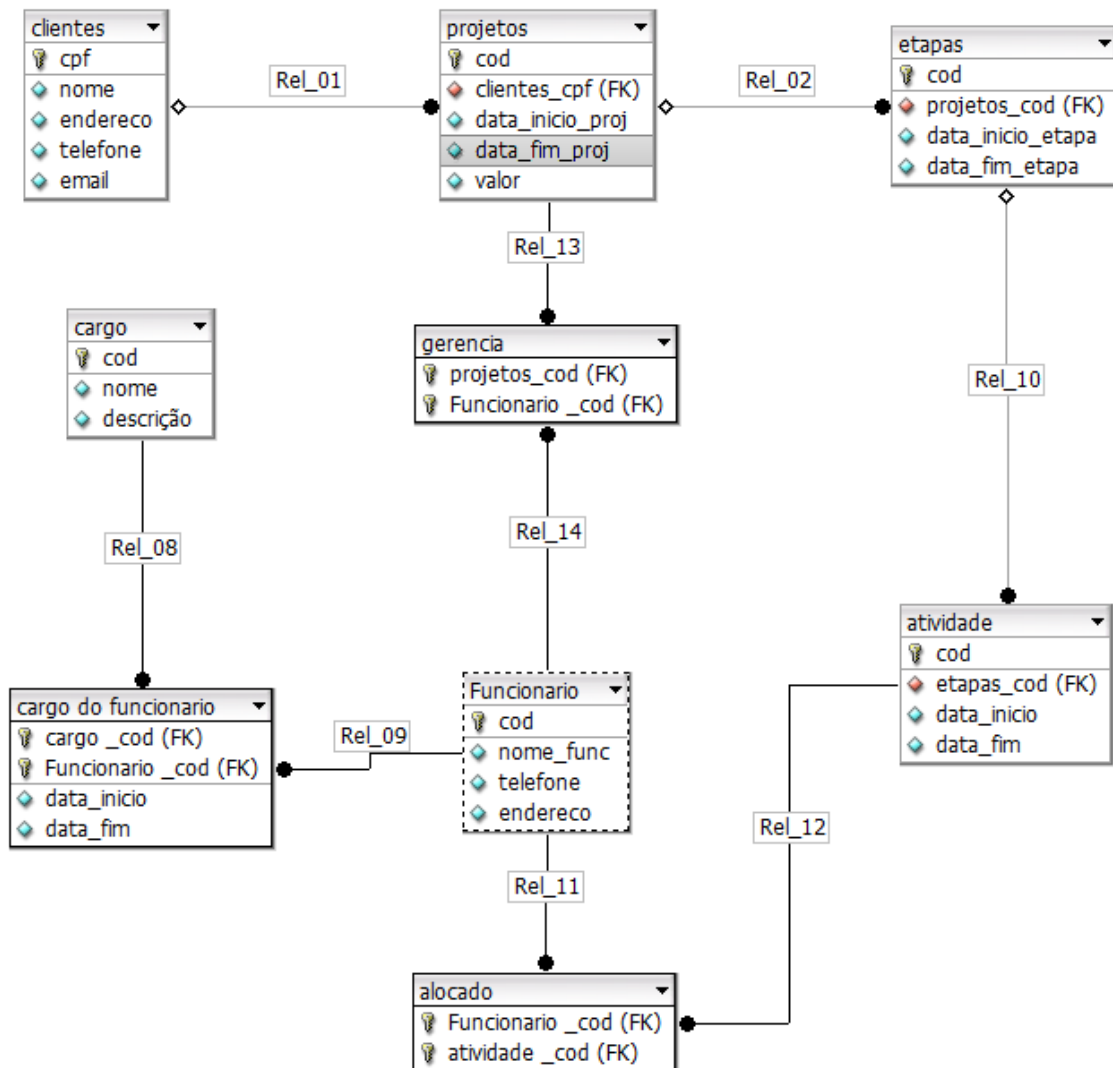 clientes
cpf
nome
endereco
telefone
email
Rel_01
projetos
cod
clientes_cpf (FK)
data_inicio_proj
data_fim_proj
valor
Rel_02
etapas
cod
projetos_cod (FK)
data_inicio_etapa
data_fim_etapa
Rel_13
cargo
cod
nome
descrição
gerencia
projetos_cod (FK)
Funcionario _cod (FK)
Rel_10
Rel_08
Rel_14
atividade
cod
etapas_cod (FK)
data_inicio
data_fim
cargo do funcionario
cargo _cod (FK)
Funcionario _cod (FK)
data_inicio
data_fim
Rel_09
Funcionario
cod
nome_func
telefone
endereco
Rel_12
Rel_11
alocado
Funcionario _cod (FK)
atividade _cod (FK)